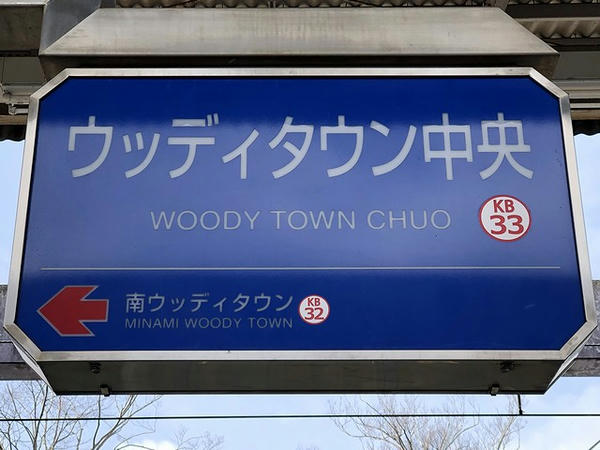 ウッディタウン中央
WOODY TOWN CHUO
KB
33
南ウッディタウン
MINAMI WOODY TOWN
KB
32